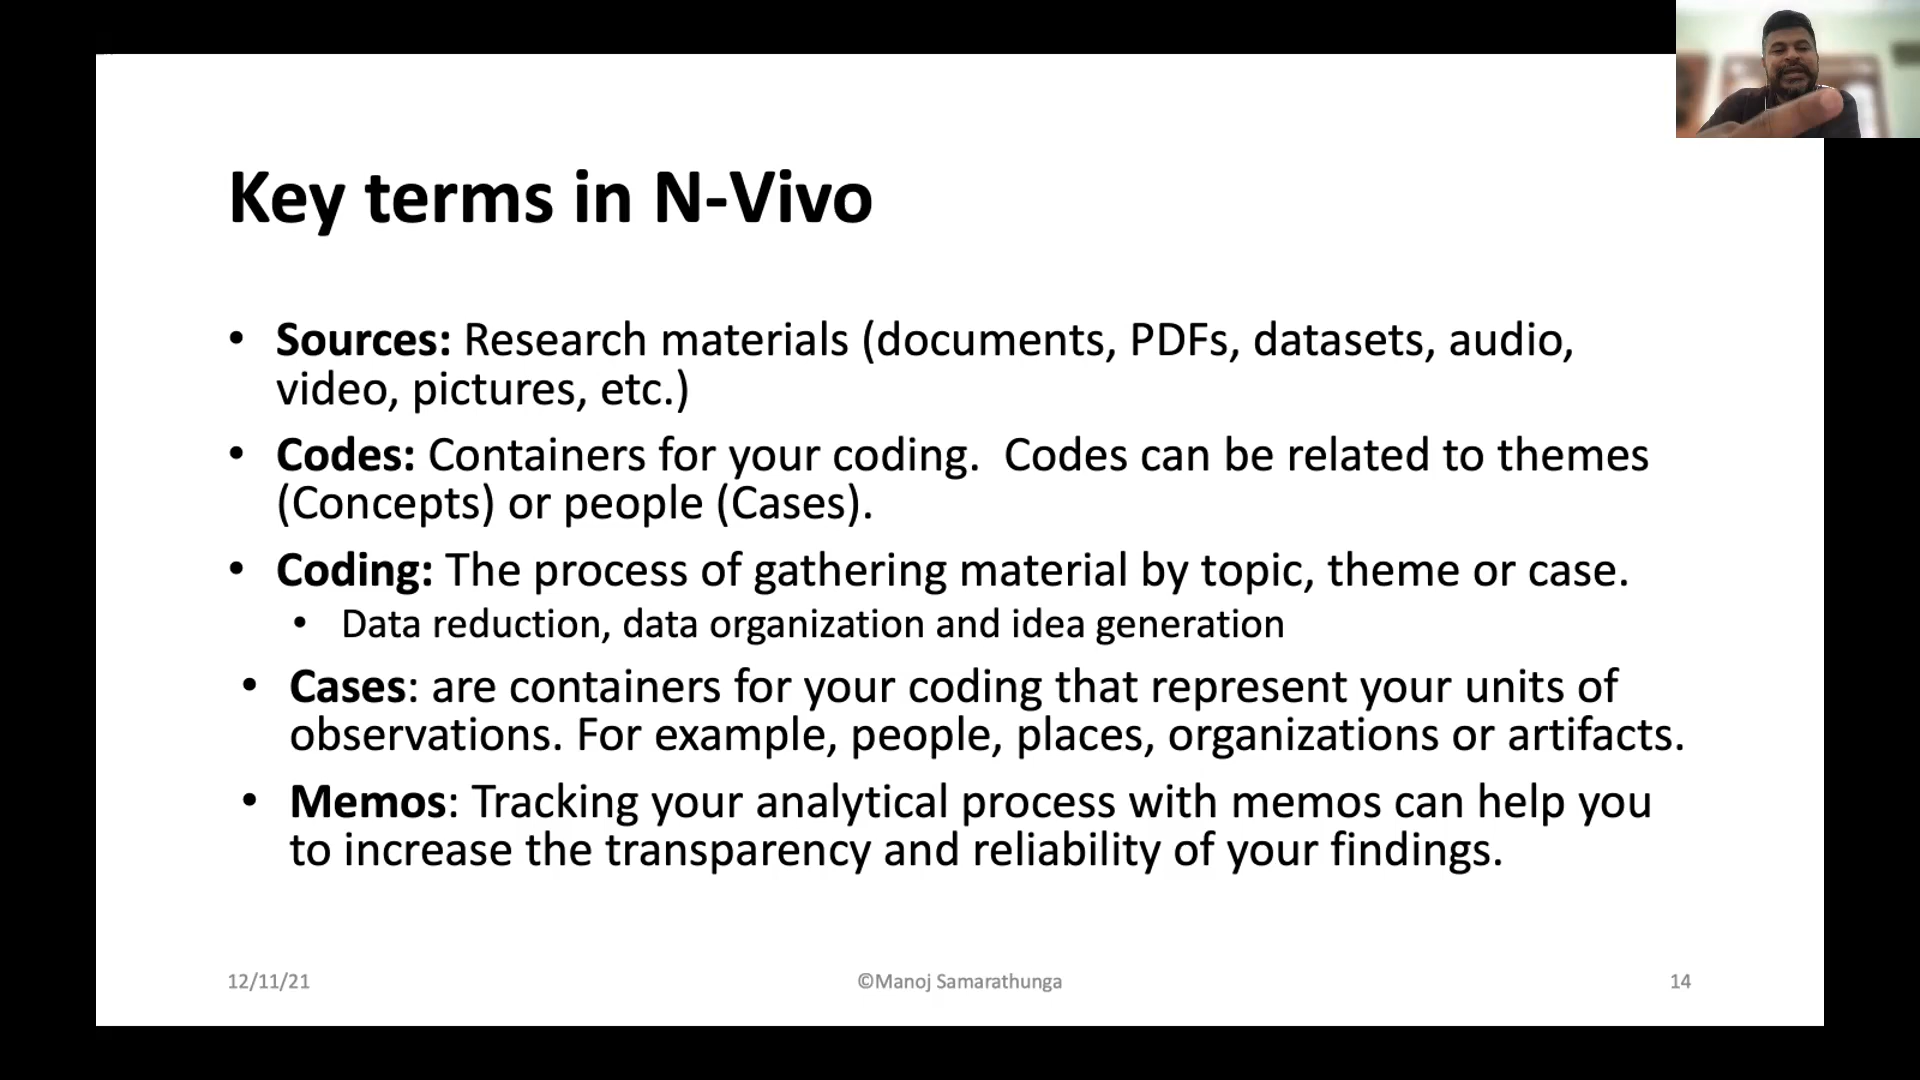 Key terms in N-Vivo
• Sources: Research materials (documents, PDFs, datasets, audio,
video, pictures, etc.)
• Codes: Containers for your coding.  Codes can be related to themes
(Concepts) or people (Cases).
• Coding: The process of gathering material by topic, theme or case.
• Data reduction, data organization and idea generation
• Cases: are containers for your coding that represent your units of
observations. For example, people, places, organizations or artifacts.
• Memos: Tracking your analytical process with memos can help you
to increase the transparency and reliability of your findings.
12/11/21
©Manoj Samarathunga
14